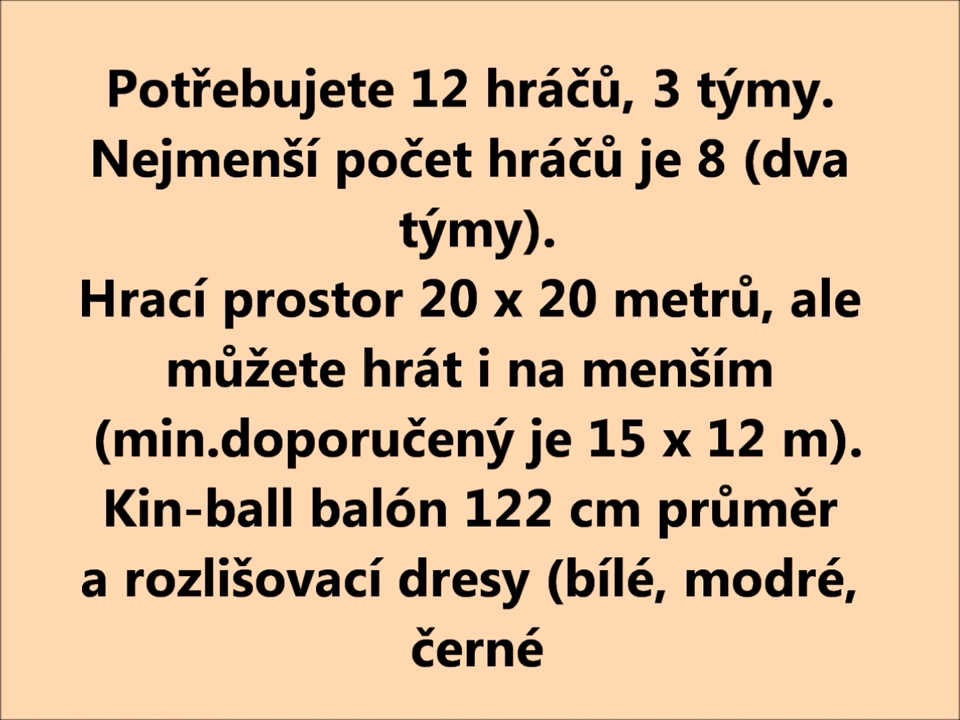 Potřebujete 12 hráčů, 3 týmy.
Nejmenší počet hráčů je 8 (dva
týmy).
Hrací prostor 20 x 20 metrů, ale
můžete hrát i na menším
(min.doporučený je 15 x 12 m).
Kin-ball balón 122 cm průměr
a rozlišovací dresy (bílé, modré,
černé